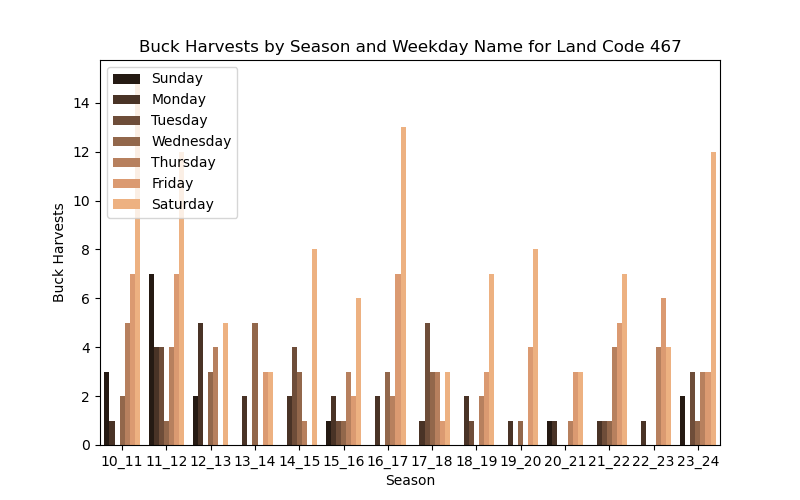 Buck Harvests by Season and Weekday Name for Land Code 467
Sunday
Monday
Tuesday
Wednesday
Thursday
Friday
Saturday
14
12
10
8
6
4
2
0
Buck Harvests
10_11 11_12 12_13 13_14 14_15 15_16 16_17 17_18 18_19 19_20 20_21 21_22 22_23 23_24
Season